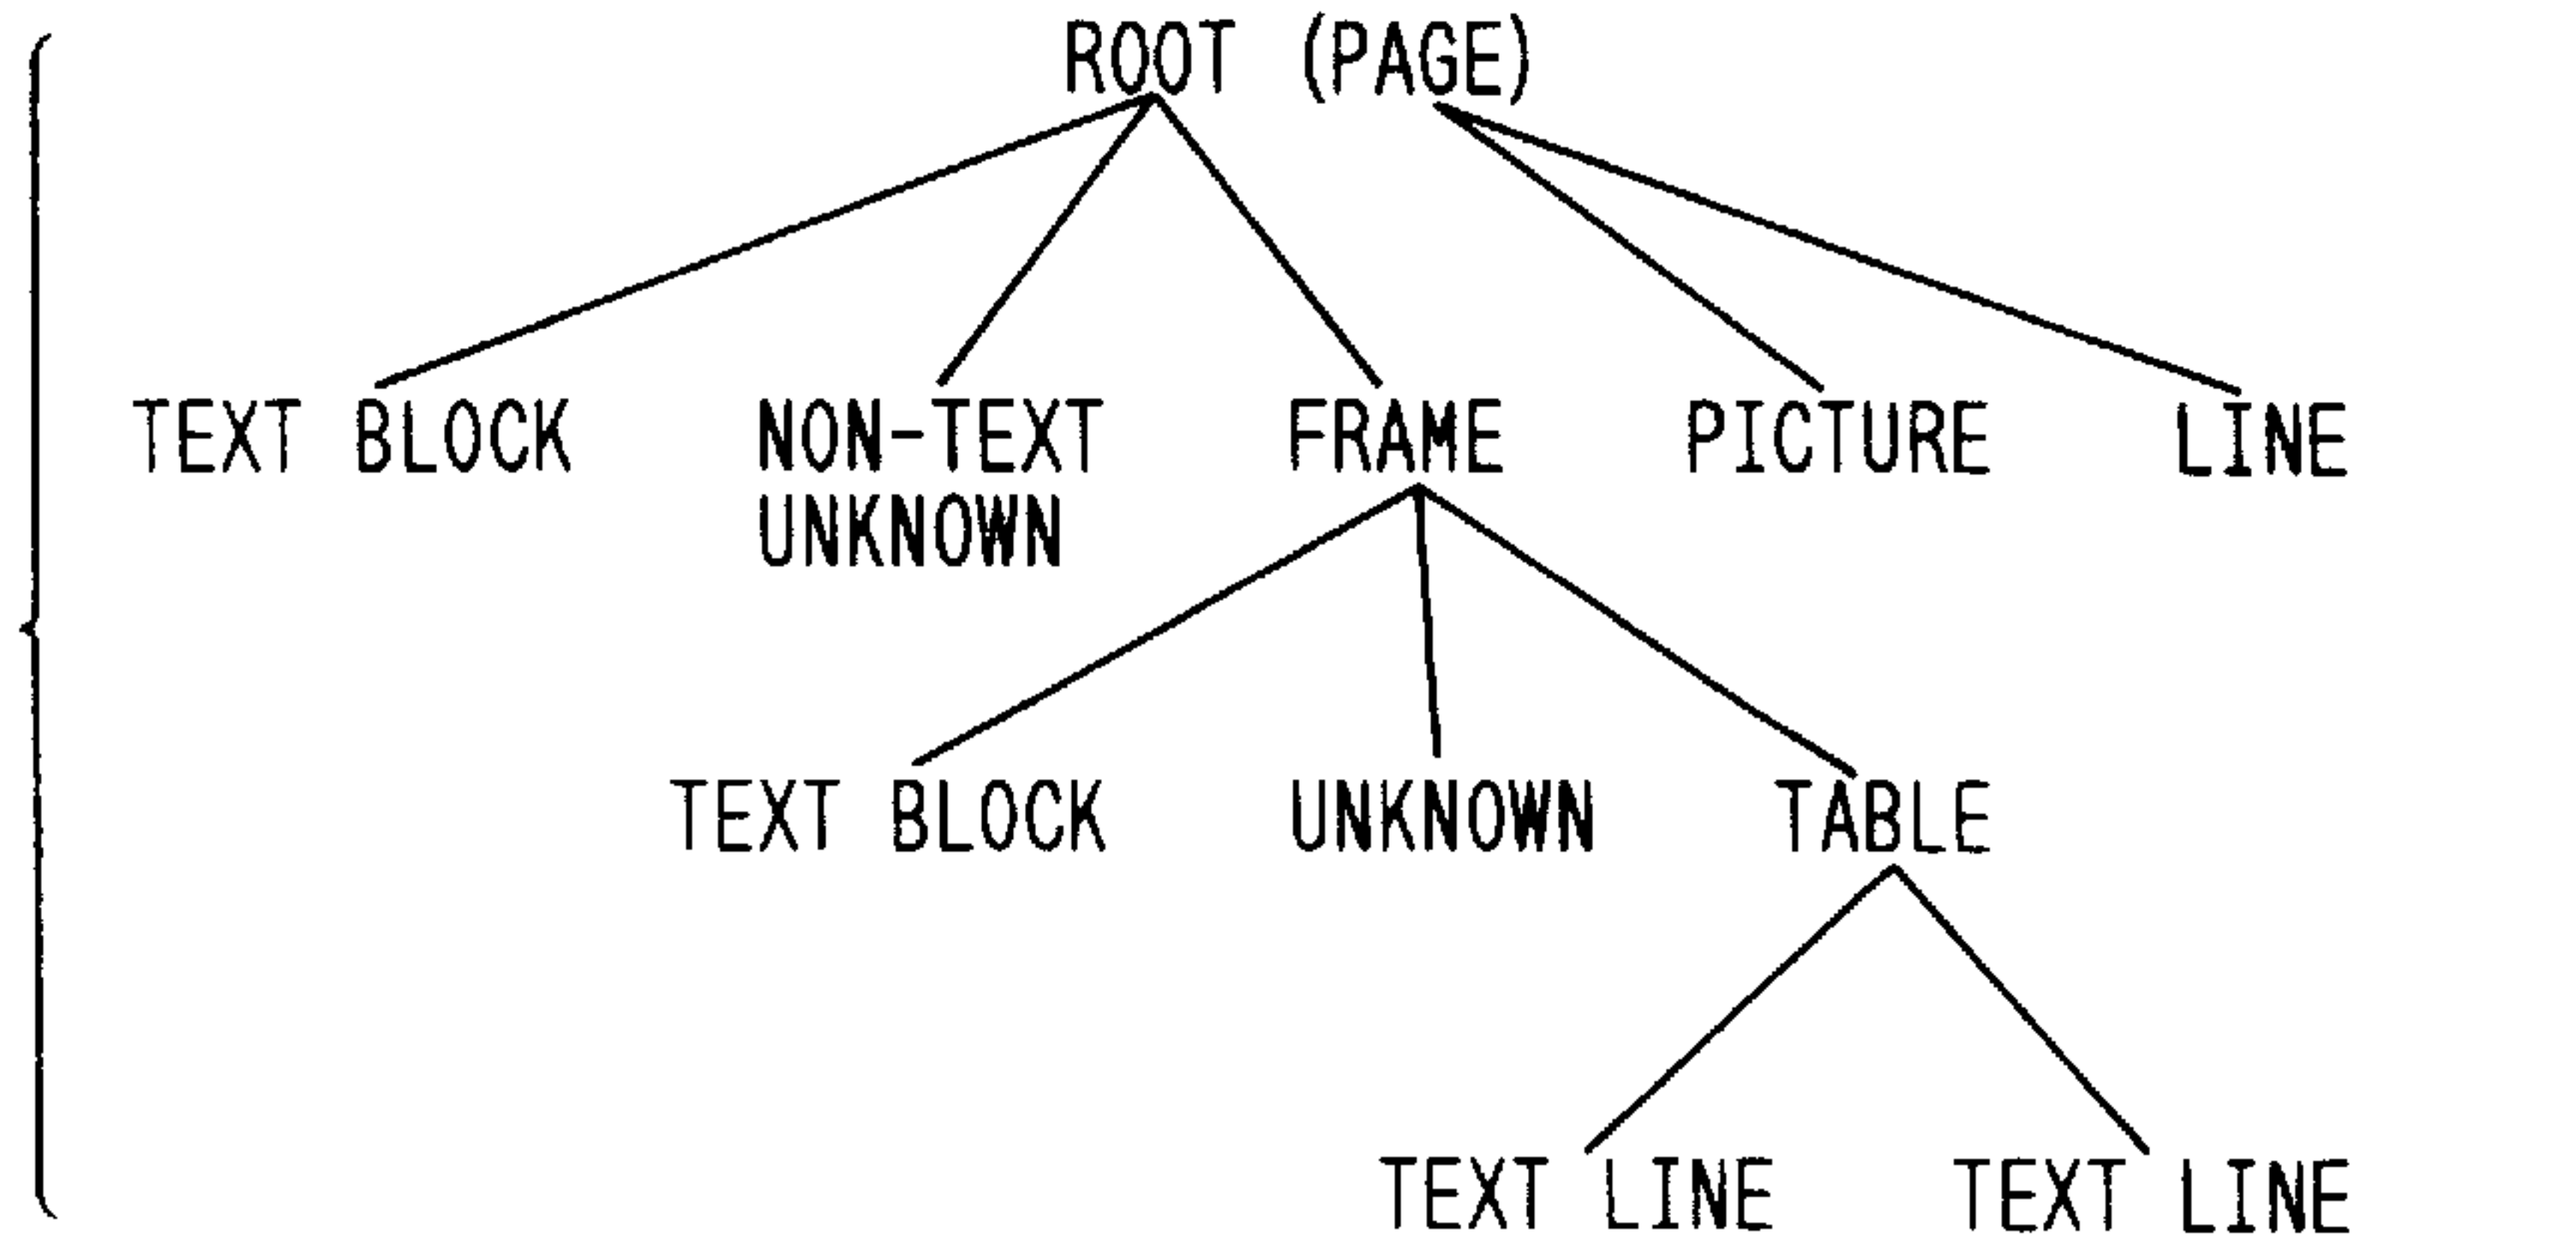 ROOT (PAGE)
TEXT BLOCK
NON-TEXT
UNKNOWN
FRAME
PICTURE
LINE
TEXT BLOCK
UNKNOWN
TABLE
TEXT LINE
TEXT LINE